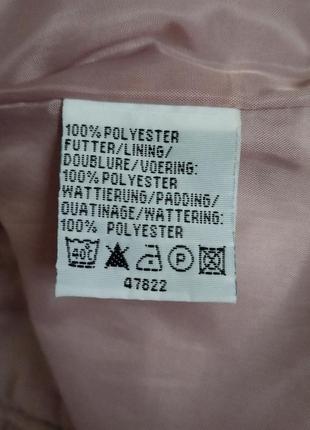 100% POLYESTER
FUTTER/LINING/
DOUBLURE/VOERING:
100% POLYESTER
WATTIERUNG/PADDING/
OUATINAGE/WATTERING:
100% POLYESTER
40°C P
47822